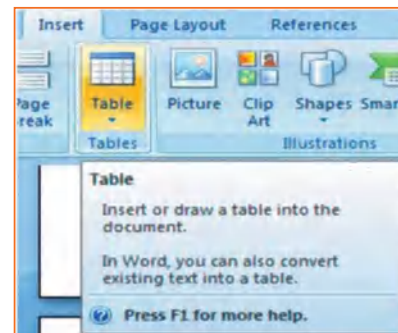 Insert Page Layout References
Page Break Table Picture Clip Art Shapes Smar
Tables Illustrations
Table
Insert or draw a table into the
document.
In Word, you can also convert
existing text into a table.
Press F1 for more help.